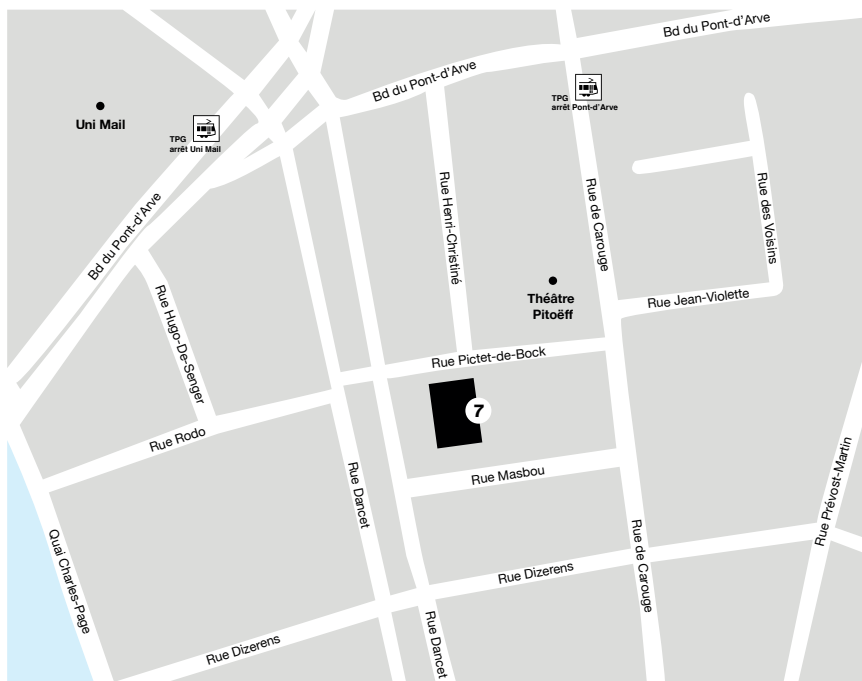 Bd du Pont-d'Arve
Bd du Pont-d'Arve
TPG
arrêt Pont-d'Arve
Uni Mail
TPG
arrêt Uni Mail
Rue Henri-Christiné
Rue de Carouge
Rue des Voisins
Bd du Pont-d'Arve
Théâtre
Pitoëff
Rue Jean-Violette
Rue Hugo-De-Senger
Rue Pictet-de-Bock
7
Rue Rodo
Rue Masbou
Rue Dancet
Rue Prévost-Martin
Quai Charles-Page
Rue de Carouge
Rue Dizerens
Rue Dancet
Rue Dizerens